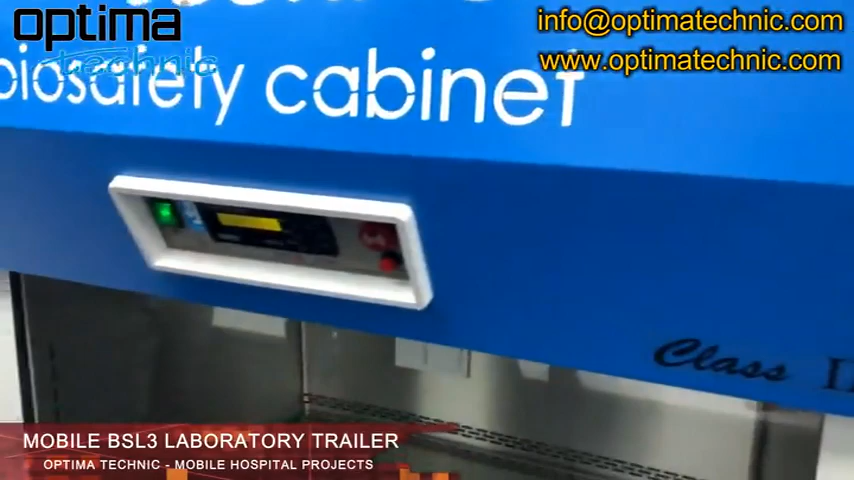 optima
technic
info@optimatechnic.com
www.optimatechnic.com
biosafety cabinet
Class II
MOBILE BSL3 LABORATORY TRAILER
OPTIMA TECHNIC - MOBILE HOSPITAL PROJECTS